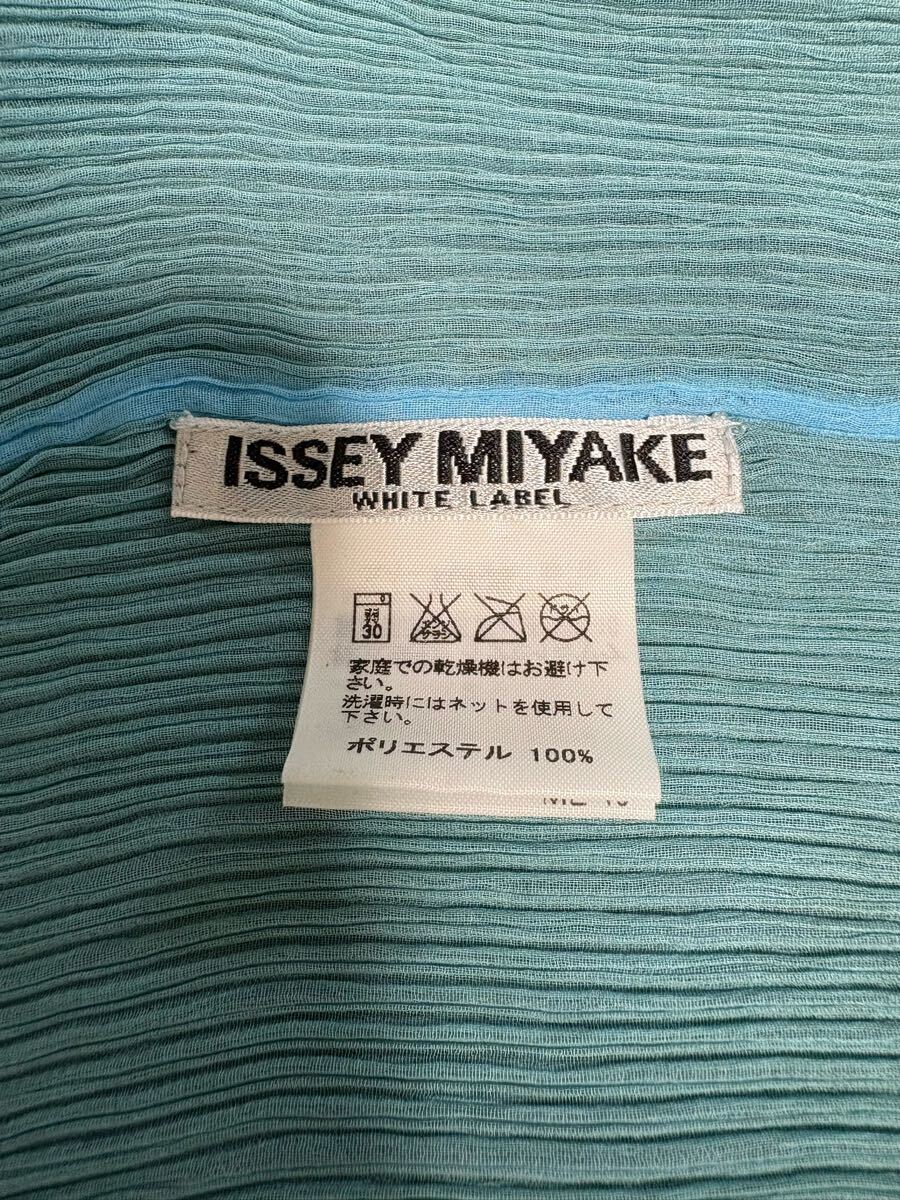 ISSEY MIYAKE
WHITE LABEL
30
家庭での乾燥機はお避け下
さい。
洗濯時にはネットを使用して
下さい。
ポリエステル 100%